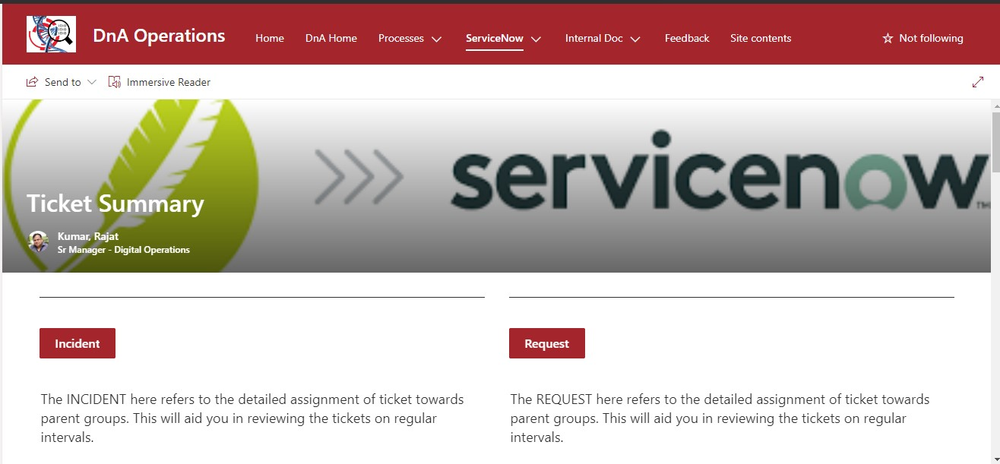 DnA Operations
Home
DnA Home
Processes
ServiceNow
Internal Doc
Feedback
Site contents
Not following
Send to
Immersive Reader
servicenow
TM
Ticket Summary
Kumar, Rajat
Sr Manager - Digital Operations
Incident
Request
The INCIDENT here refers to the detailed assignment of ticket towards
parent groups. This will aid you in reviewing the tickets on regular
intervals.
The REQUEST here refers to the detailed assignment of ticket towards
parent groups. This will aid you in reviewing the tickets on regular
intervals.